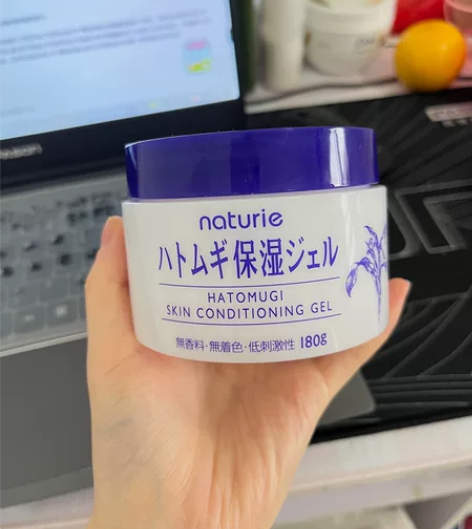 naturie
ハトムギ保湿ジェル
HATOMUGI
SKIN CONDITIONING GEL
無香料・無着色・低刺激性 180g